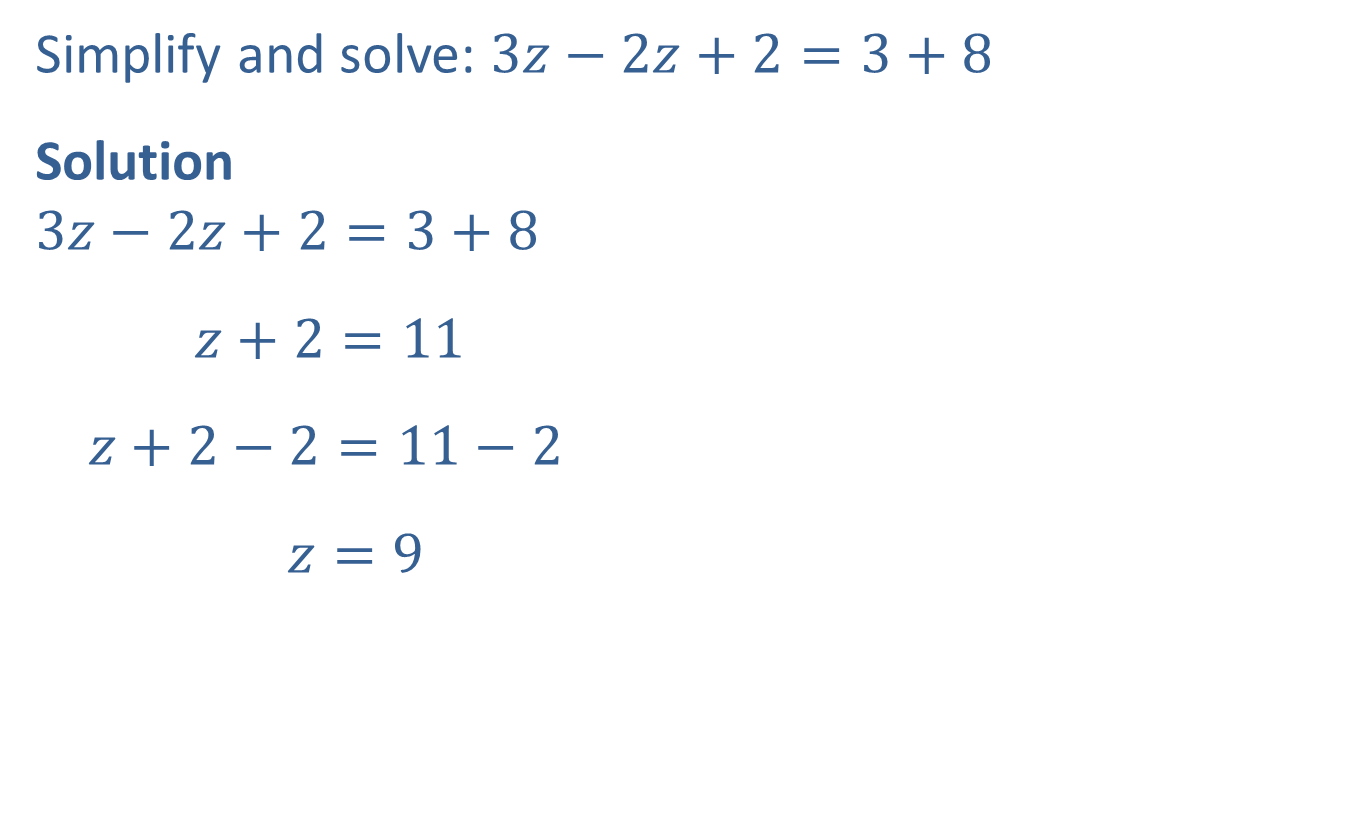 Simplify and solve: 3z − 2z + 2 = 3 + 8
Solution
3z − 2z + 2 = 3 + 8
z + 2 = 11
z + 2 − 2 = 11 − 2
z = 9